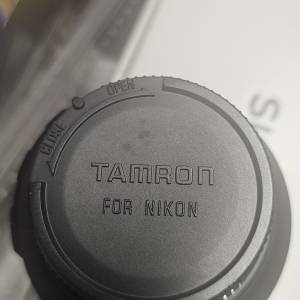 OPEN
CLOSE
TAMRON
FOR NIKON